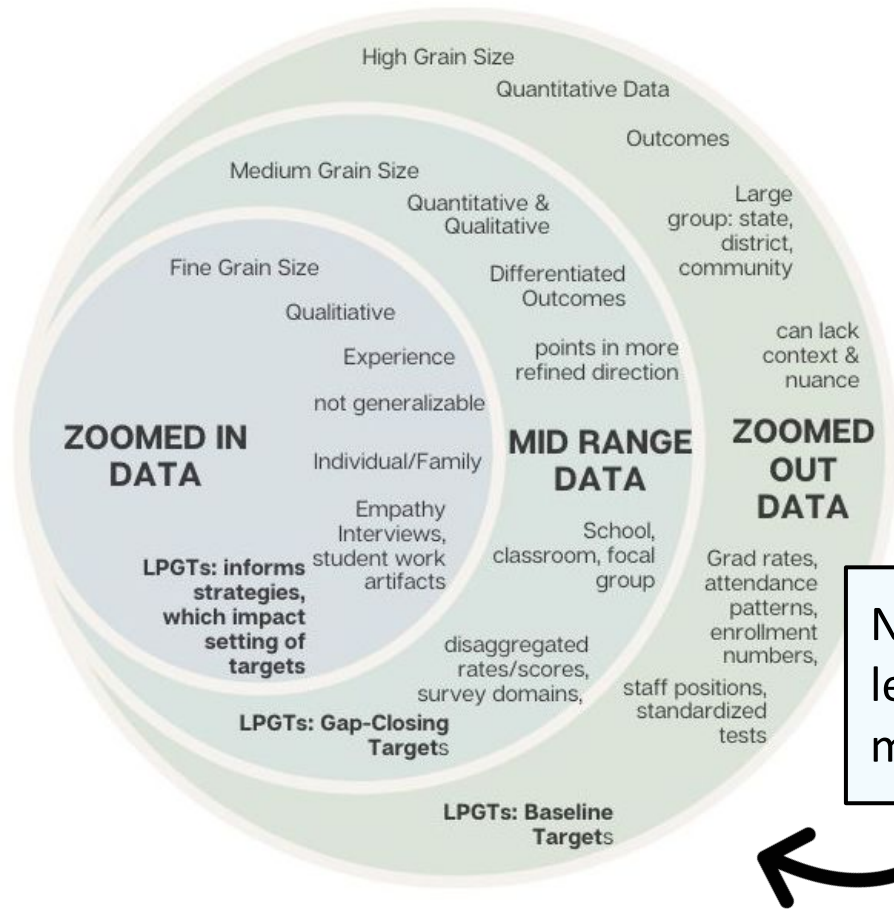 High Grain Size
Quantitative Data
Outcomes
Large
group: state,
district,
community
can lack
context &
nuance
ZOOMED
OUT
DATA
Grad rates,
attendance
patterns,
enrollment
numbers,
staff positions,
standardized
tests
LPGTs: Baseline
Targets
Medium Grain Size
Quantitative &
Qualitative
Differentiated
Outcomes
points in more
refined direction
MID RANGE
DATA
School,
classroom, focal
group
disaggregated
rates/scores,
survey domains,
LPGTs: Gap-Closing
Targets
Fine Grain Size
Qualitiative
Experience
not generalizable
ZOOMED IN
DATA
Individual/Family
Empathy
Interviews,
student work
artifacts
LPGTs: informs
strategies,
which impact
setting of
targets